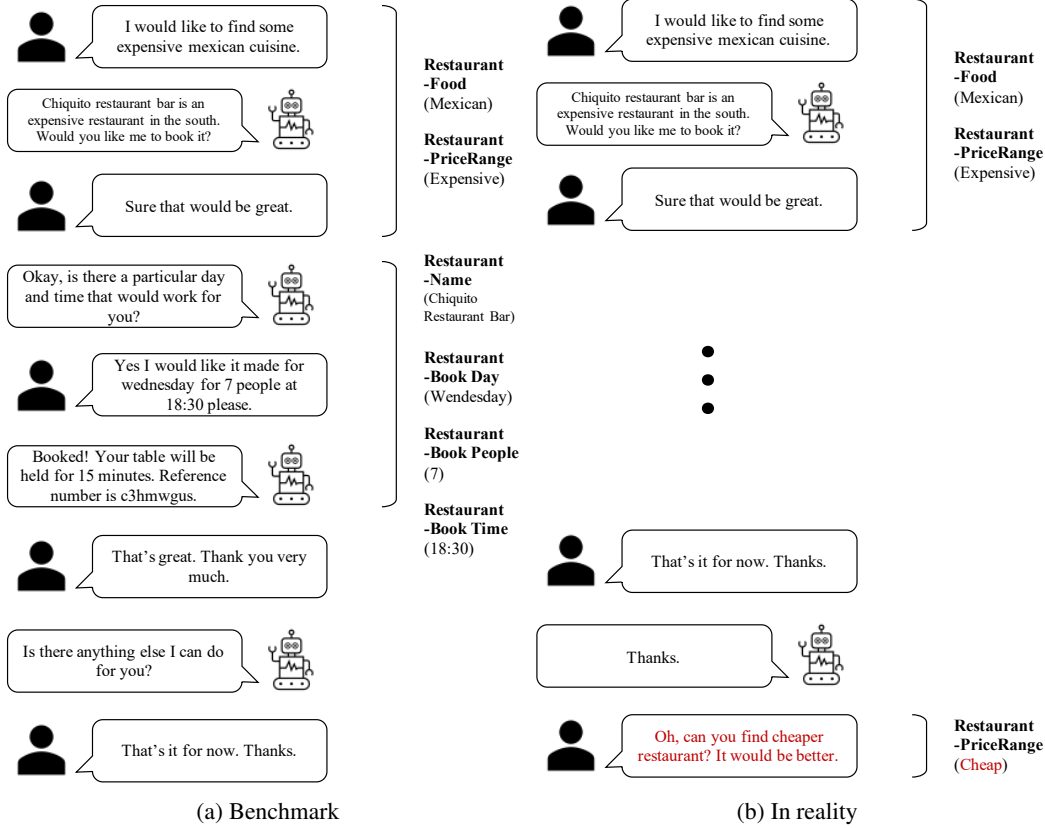 I would like to find some
expensive mexican cuisine.
Chiquito restaurant bar is an
expensive restaurant in the south.
Would you like me to book it?
Sure that would be great.
Restaurant
-Food
(Mexican)
Restaurant
-PriceRange
(Expensive)
Okay, is there a particular day
and time that would work for
you?
Yes I would like it made for
wednesday for 7 people at
18:30 please.
Booked! Your table will be
held for 15 minutes. Reference
number is c3hmwgus.
Restaurant
-Name
(Chiquito
Restaurant Bar)
Restaurant
-Book Day
(Wendesday)
Restaurant
-Book People
(7)
Restaurant
-Book Time
(18:30)
That's great. Thank you very
much.
Is there anything else I can do
for you?
That's it for now. Thanks.
(a) Benchmark
I would like to find some
expensive mexican cuisine.
Chiquito restaurant bar is an
expensive restaurant in the south.
Would you like me to book it?
Sure that would be great.
Restaurant
-Food
(Mexican)
Restaurant
-PriceRange
(Expensive)
That's it for now. Thanks.
Thanks.
Oh, can you find cheaper
restaurant? It would be better.
Restaurant
-PriceRange
(Cheap)
(b) In reality